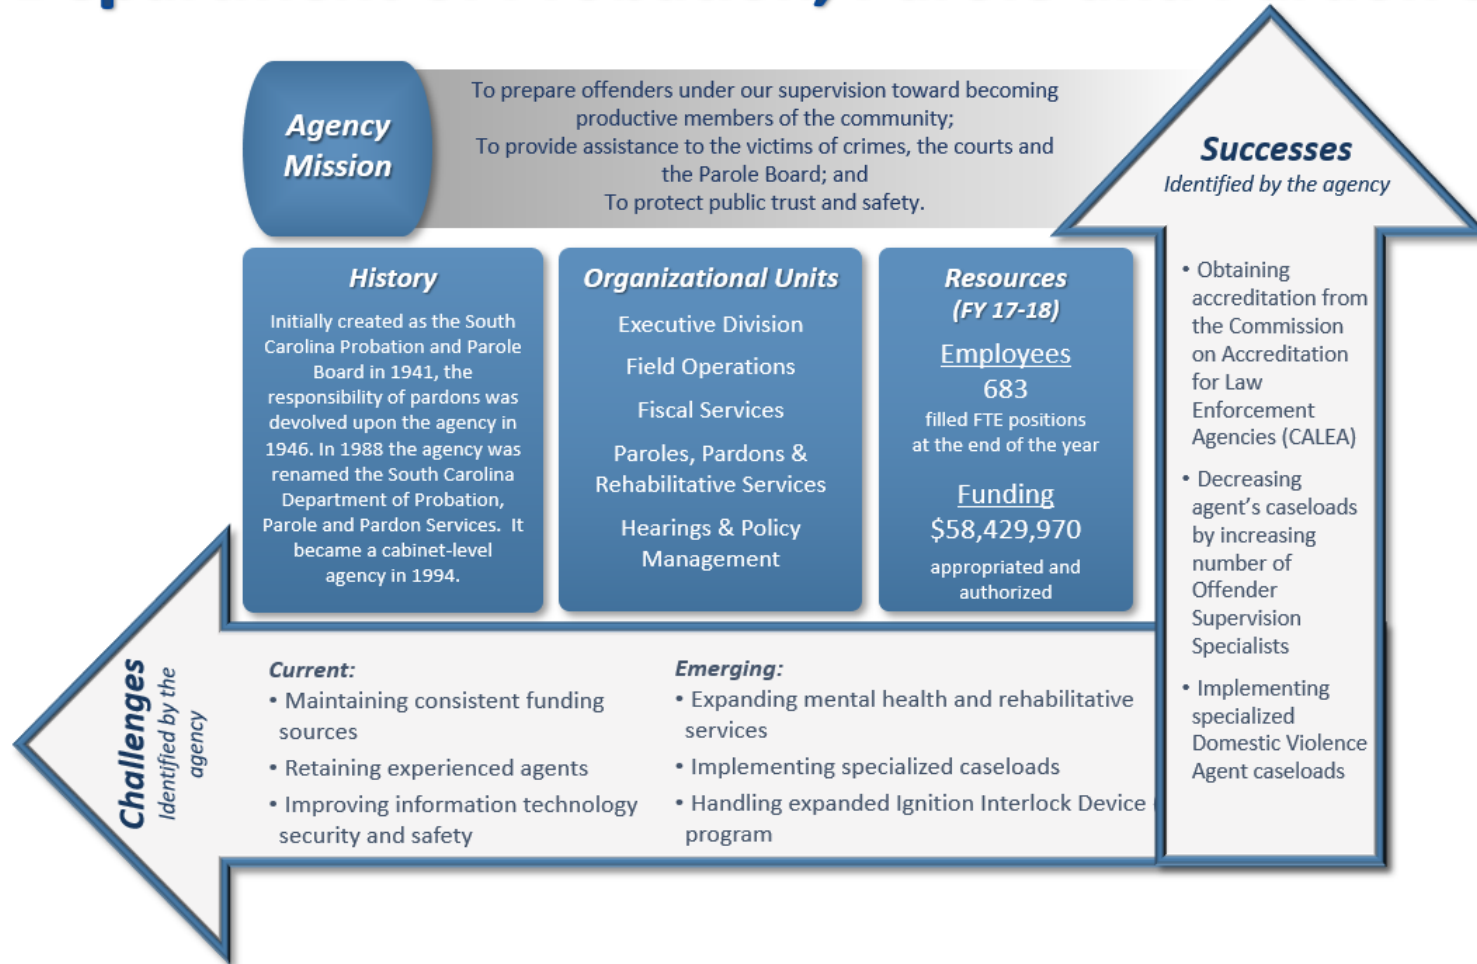 Agency
Mission
To prepare offenders under our supervision toward becoming
productive members of the community;
To provide assistance to the victims of crimes, the courts and
the Parole Board; and
To protect public trust and safety.
Successes
Identified by the agency
• Obtaining
accreditation from
the Commission
on Accreditation
for Law
Enforcement
Agencies (CALEA)
• Decreasing
agent's caseloads
by increasing
number of
Offender
Supervision
Specialists
• Implementing
specialized
Domestic Violence
Agent caseloads
History
Initially created as the South
Carolina Probation and Parole
Board in 1941, the
responsibility of pardons was
devolved upon the agency in
1946. In 1988 the agency was
renamed the South Carolina
Department of Probation,
Parole and Pardon Services. It
became a cabinet-level
agency in 1994.
Organizational Units
Executive Division
Field Operations
Fiscal Services
Paroles, Pardons &
Rehabilitative Services
Hearings & Policy
Management
Resources
(FY 17-18)
Employees
683
filled FTE positions
at the end of the year
Funding
$58,429,970
appropriated and
authorized
Challenges
Identified by the
agency
Current:
• Maintaining consistent funding
sources
• Retaining experienced agents
• Improving information technology
security and safety
Emerging:
• Expanding mental health and rehabilitative
services
• Implementing specialized caseloads
• Handling expanded Ignition Interlock Device
program